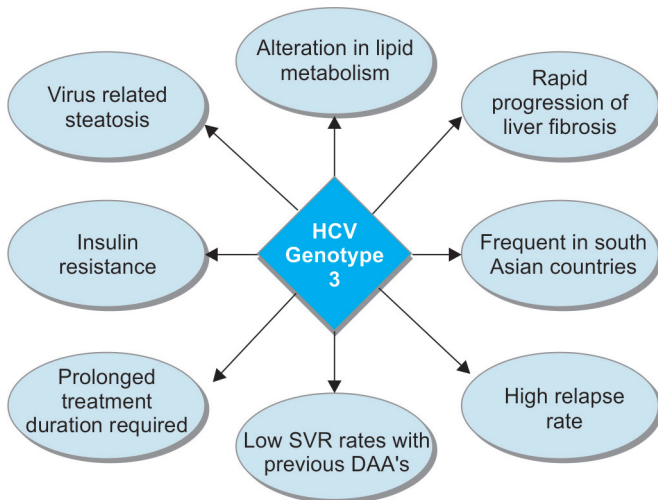 Alteration in lipid
metabolism
Virus related
steatosis
Rapid
progression of
liver fibrosis
HCV
Genotype
3
Insulin
resistance
Frequent in south
Asian countries
Prolonged
treatment
duration required
Low SVR rates with
previous DAA's
High relapse
rate